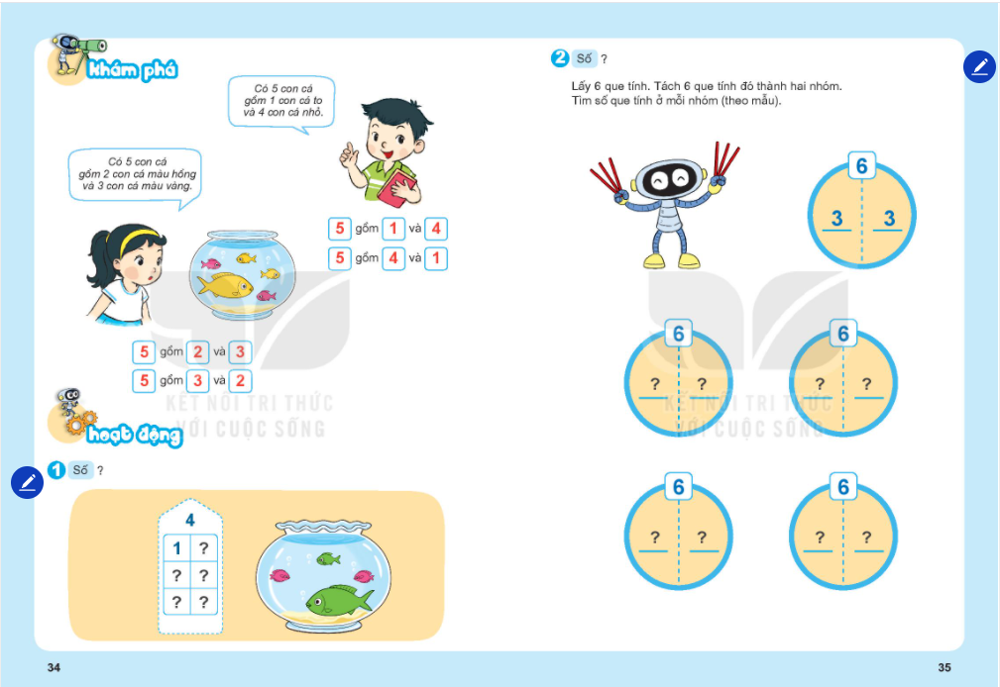 khám phá
Có 5 con cá
gồm 1 con cá to
và 4 con cá nhỏ.
Có 5 con cá
gồm 2 con cá màu hồng
và 3 con cá màu vàng.
5 gồm 1 và 4
5 gồm 4 và 1
5 gồm 2 và 3
5 gồm 3 và 2
KẾT NỐI TRI THỨC
VỚI CUỘC SỐNG
hoạt động
1 Số ?
4
1 ?
? ?
? ?
34
2 Số ?
Lấy 6 que tính. Tách 6 que tính đó thành hai nhóm.
Tìm số que tính ở mỗi nhóm (theo mẫu).
6
3 3
6 6
? ? ? ?
KẾT NỐI TRI THỨC
VỚI CUỘC SỐNG
6 6
? ? ? ?
35